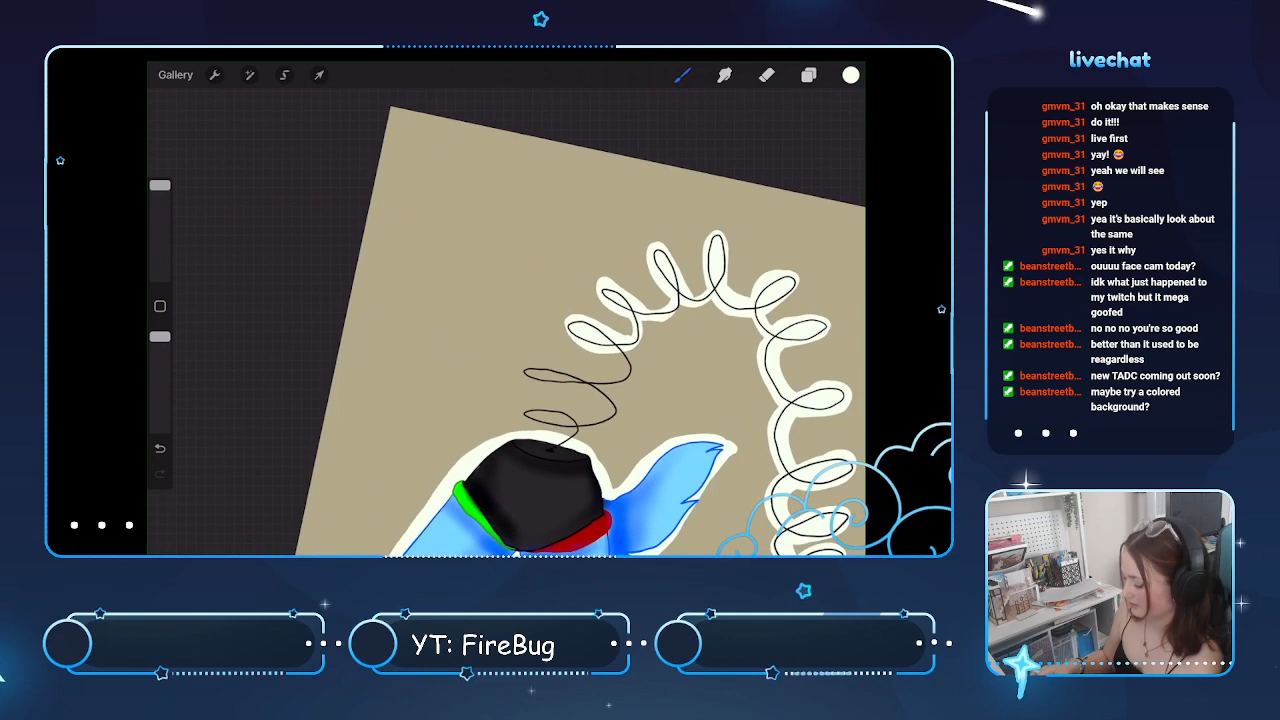 livechat
Gallery
gmvm_31 oh okay that makes sense
gmvm_31 do it!!!
gmvm_31 live first
gmvm_31 yay! 😂
gmvm_31 yeah we will see
gmvm_31 😂
gmvm_31 yep
gmvm_31 yea it's basically look about
the same
gmvm_31 yes it why
beanstreetb... ouuuu face cam today?
beanstreetb... idk what just happened to
my twitch but it mega
goofed
beanstreetb... no no no you're so good
beanstreetb... better than it used to be
reagardless
beanstreetb... new TADC coming out soon?
beanstreetb... maybe try a colored
background?
YT: FireBug